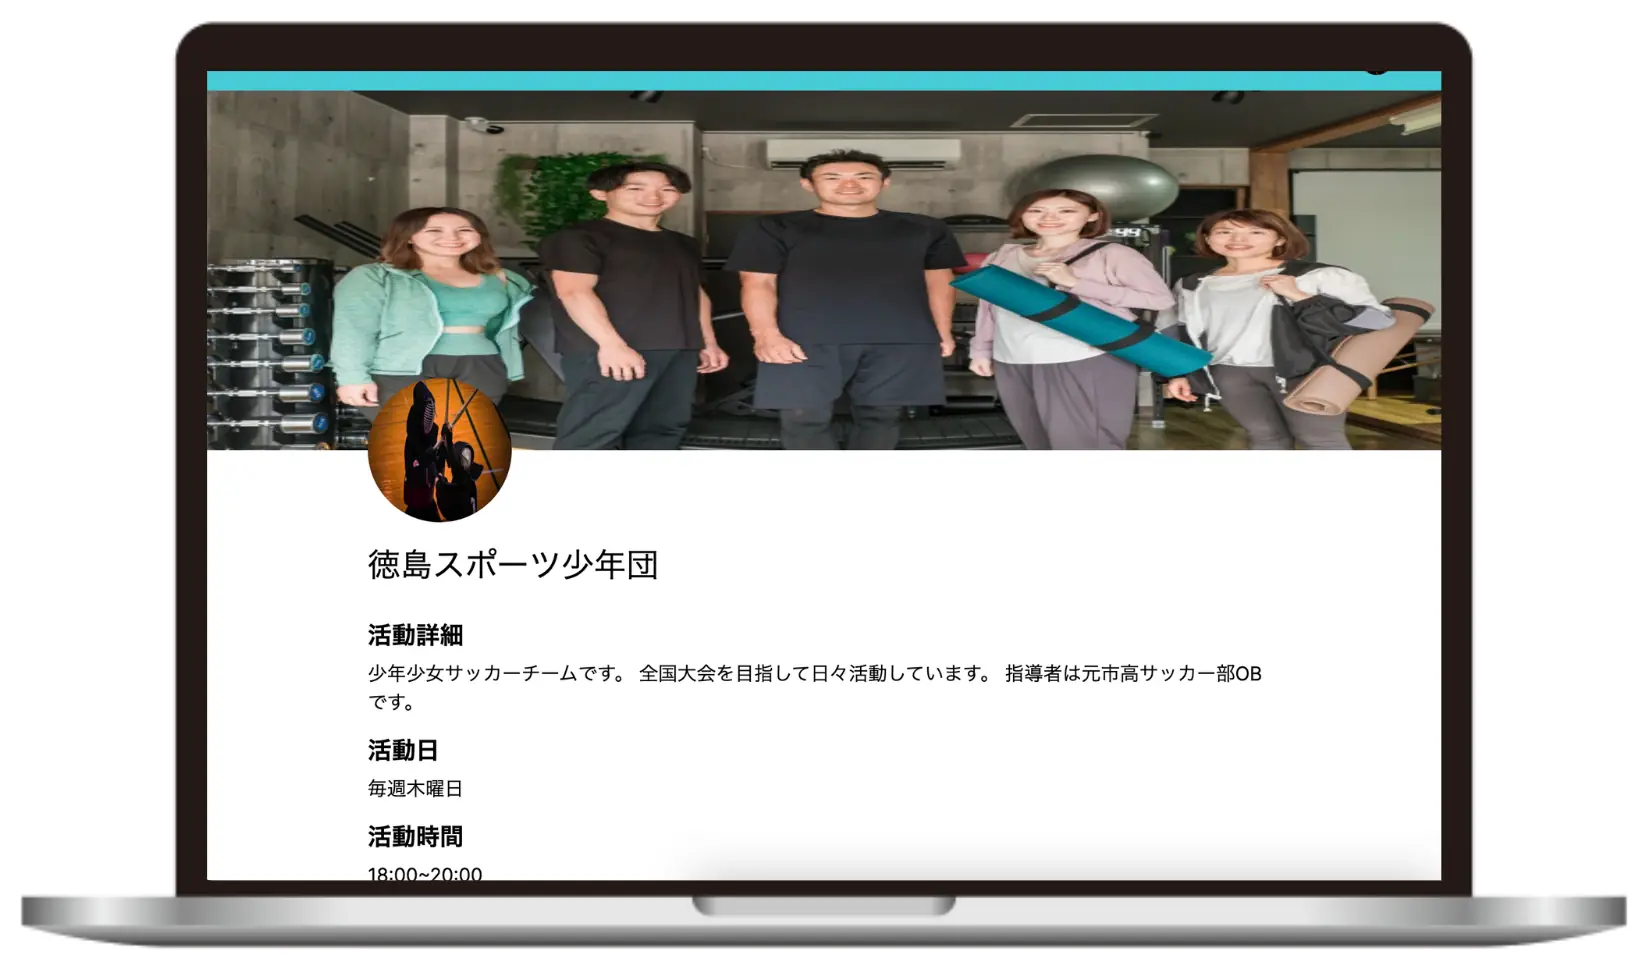 徳島スポーツ少年団
活動詳細
少年少女サッカーチームです。 全国大会を目指して日々活動しています。 指導者は元市高サッカー部OB
です。
活動日
毎週木曜日
活動時間
18:00~20:00